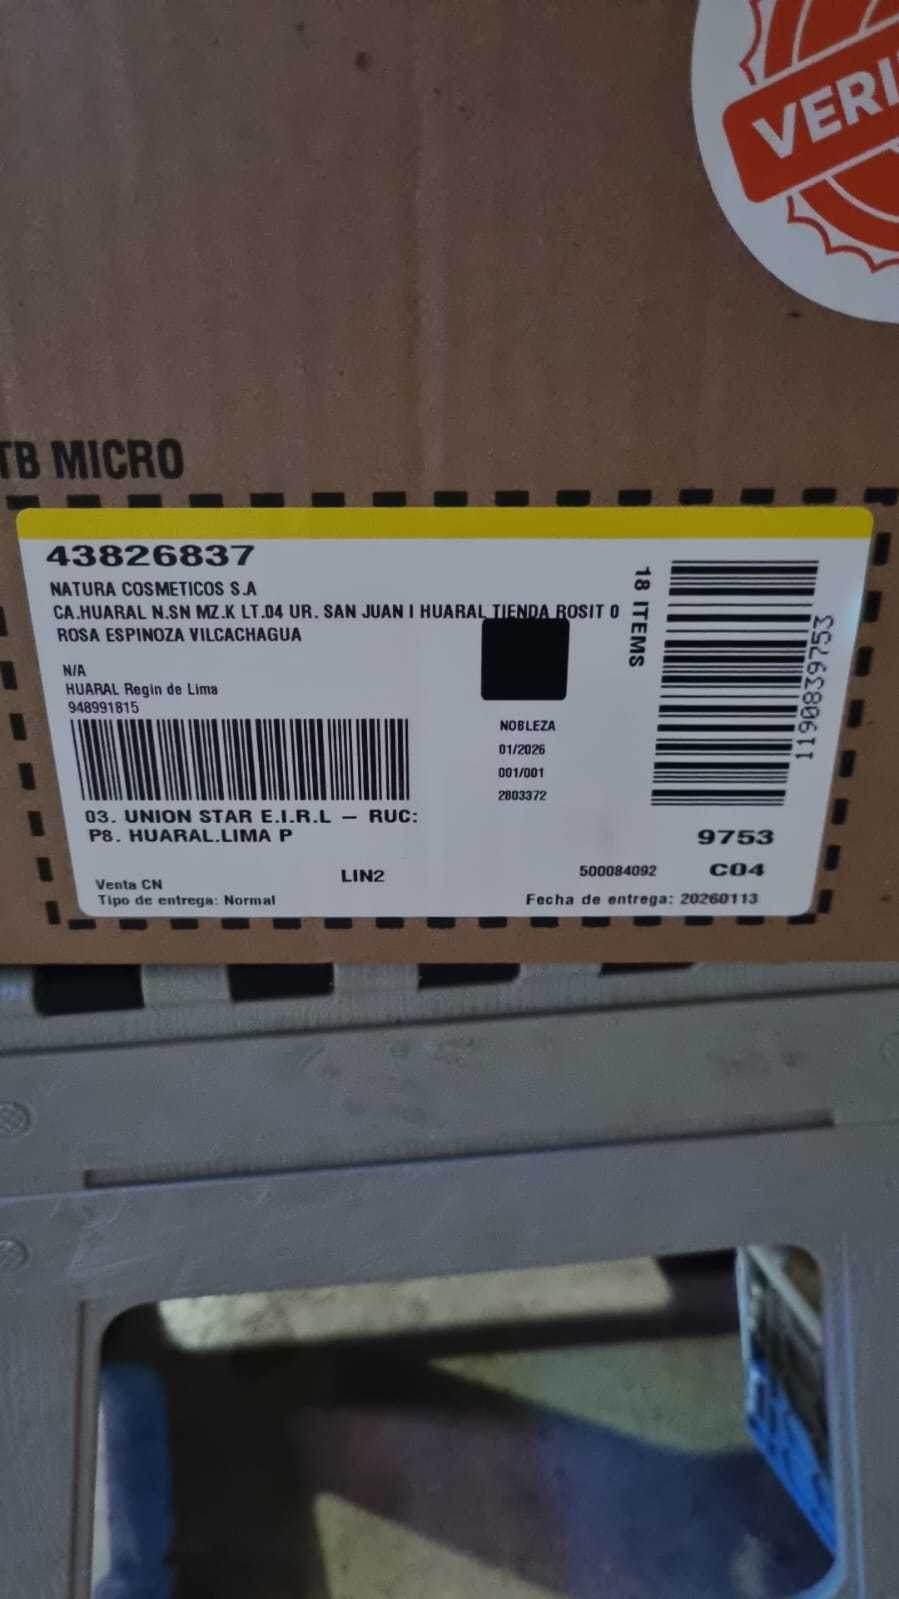 VERI
TB MICRO
43826837
NATURA COSMETICOS S.A
CA.HUARAL N.SN MZ.K LT.04 UR. SAN JUAN I HUARAL TIENDA ROSIT 0
ROSA ESPINOZA VILCACHAGUA
N/A
HUARAL Regin de Lima
948991815
18 ITEMS
1190839753
NOBLEZA
01/2026
001/001
2803372
03. UNION STAR E.I.R.L – RUC:
P8. HUARAL.LIMA P
9753
LIN2
500084092
C04
Venta CN
Tipo de entrega: Normal
Fecha de entrega: 20260113